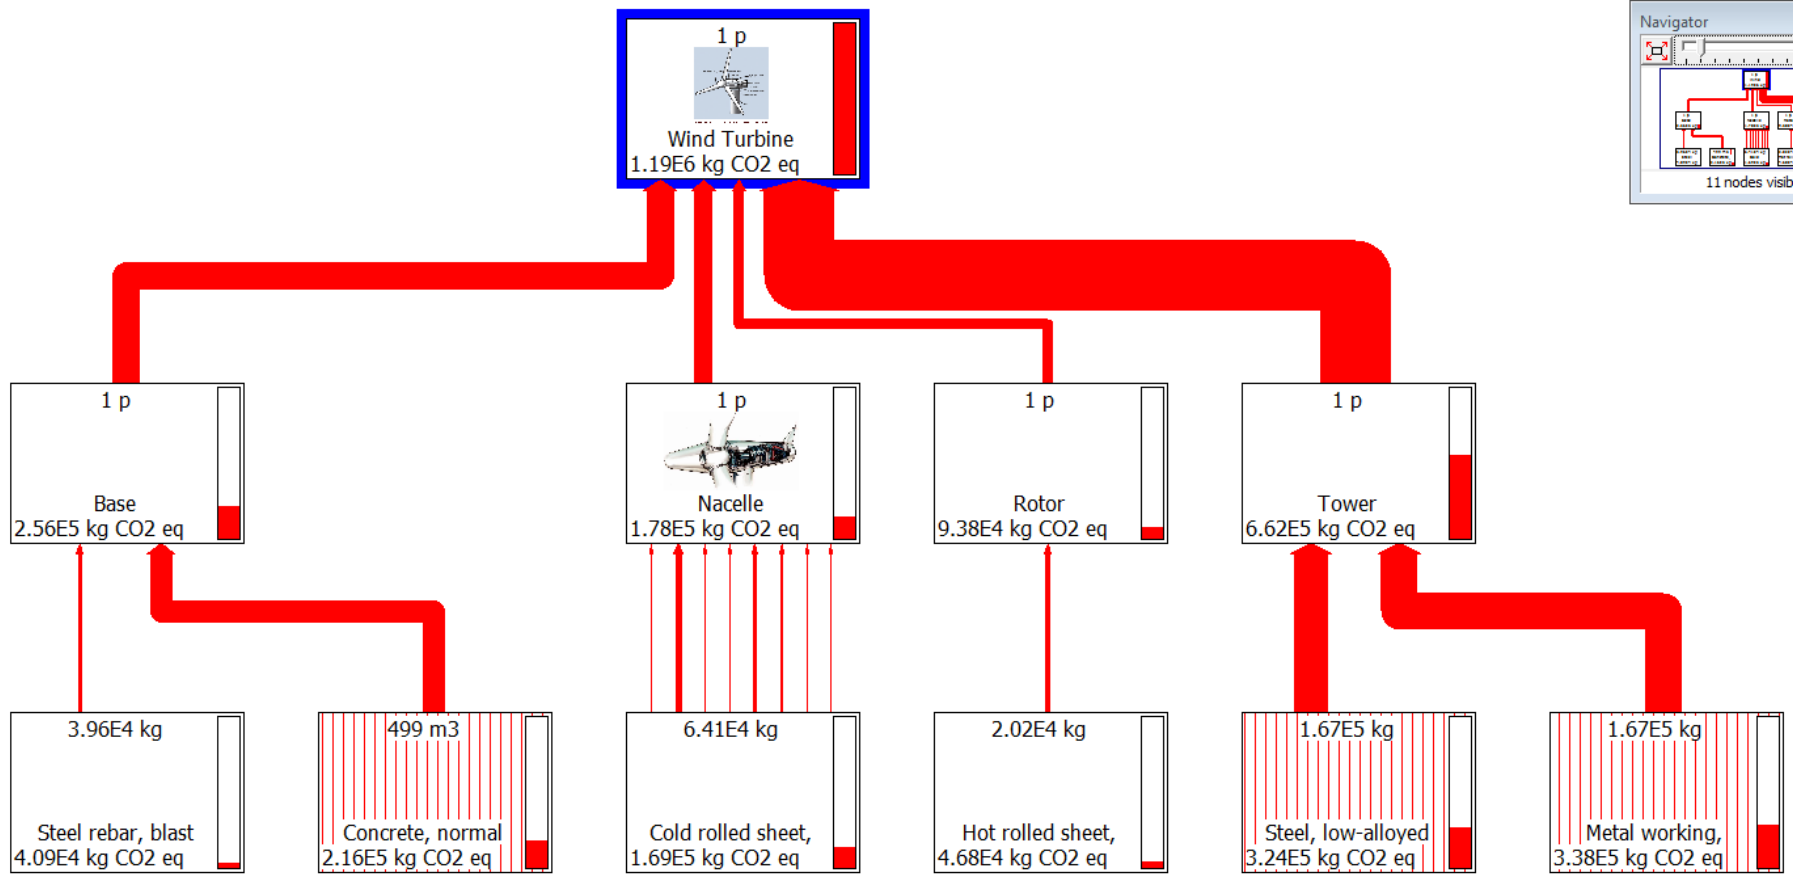 Navigator
11 nodes visib
1 p
Wind Turbine
1.19E6 kg CO2 eq
1 p
Base
2.56E5 kg CO2 eq
1 p
Nacelle
1.78E5 kg CO2 eq
1 p
Rotor
9.38E4 kg CO2 eq
1 p
Tower
6.62E5 kg CO2 eq
3.96E4 kg
Steel rebar, blast
4.09E4 kg CO2 eq
499 m3
Concrete, normal
2.16E5 kg CO2 eq
6.41E4 kg
Cold rolled sheet,
1.69E5 kg CO2 eq
2.02E4 kg
Hot rolled sheet,
4.68E4 kg CO2 eq
1.67E5 kg
Steel, low-alloyed
3.24E5 kg CO2 eq
1.67E5 kg
Metal working,
3.38E5 kg CO2 eq